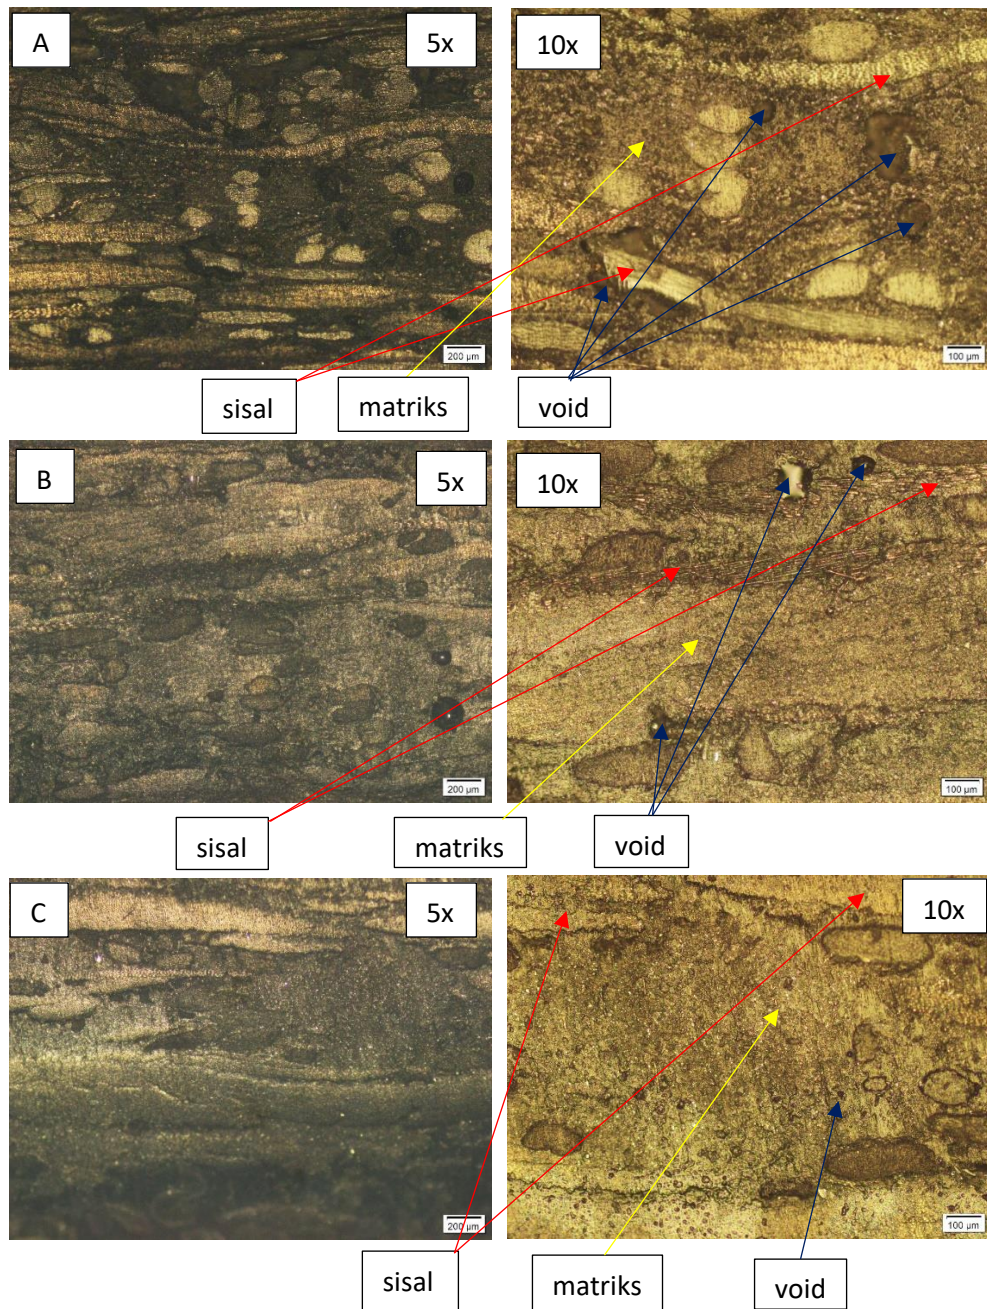 A
5x
10x
200 µm
100 µm
sisal
matriks
void
B
5x
10x
200 µm
100 µm
sisal
matriks
void
C
5x
10x
200 µm
100 µm
sisal
matriks
void